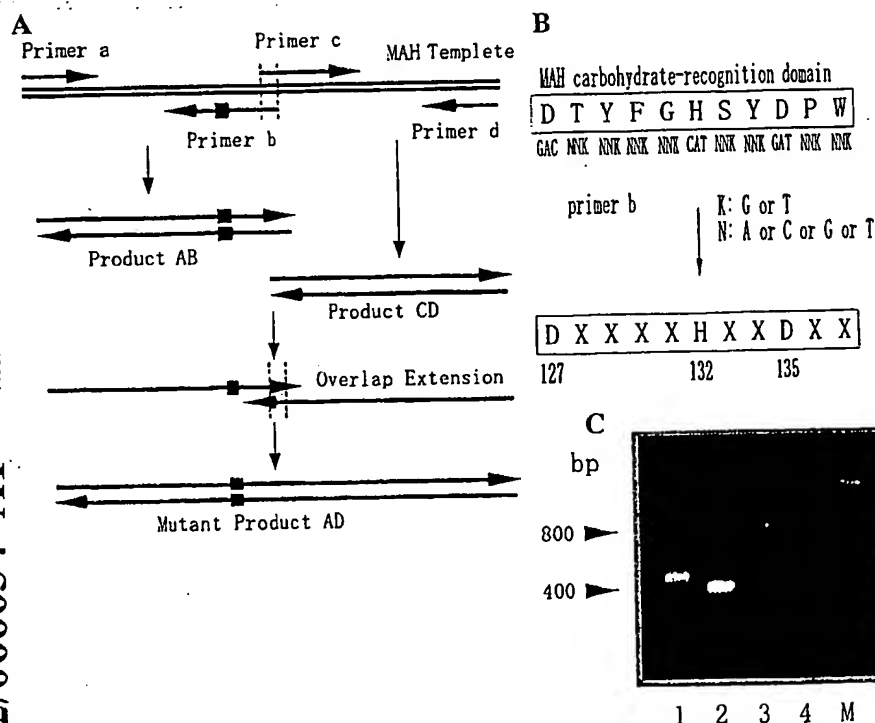 A
Primer a
Primer c
MAH Templete
Primer b
Primer d
Product AB
Product CD
Overlap Extension
Mutant Product AD
B
MAH carbohydrate-recognition domain
D T Y F G H S Y D P W
GAC NNK NNK NNK NNK CAT NNK NNK GAT NNK NNK
primer b
K: G or T
N: A or C or G or T
D X X X X H X X D X X
127 132 135
C
bp
800
400
1 2 3 4 M